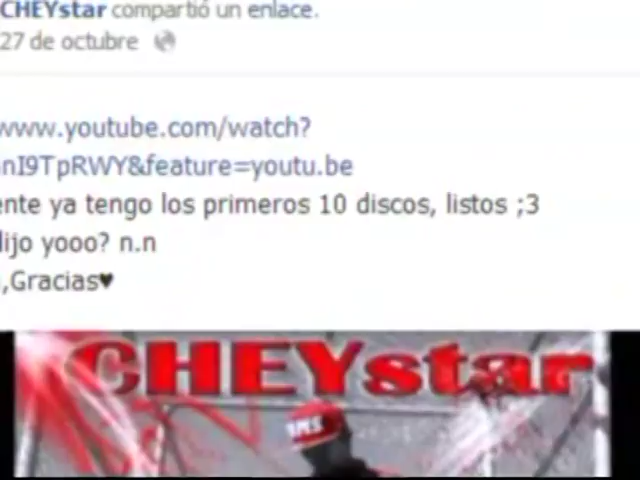 CHEYstar compartió un enlace.
27 de octubre
www.youtube.com/watch?
nI9TpRWY&feature=youtu.be
ente ya tengo los primeros 10 discos, listos ;3
dijo yooo? n.n
,Gracias♥
CHEYstar